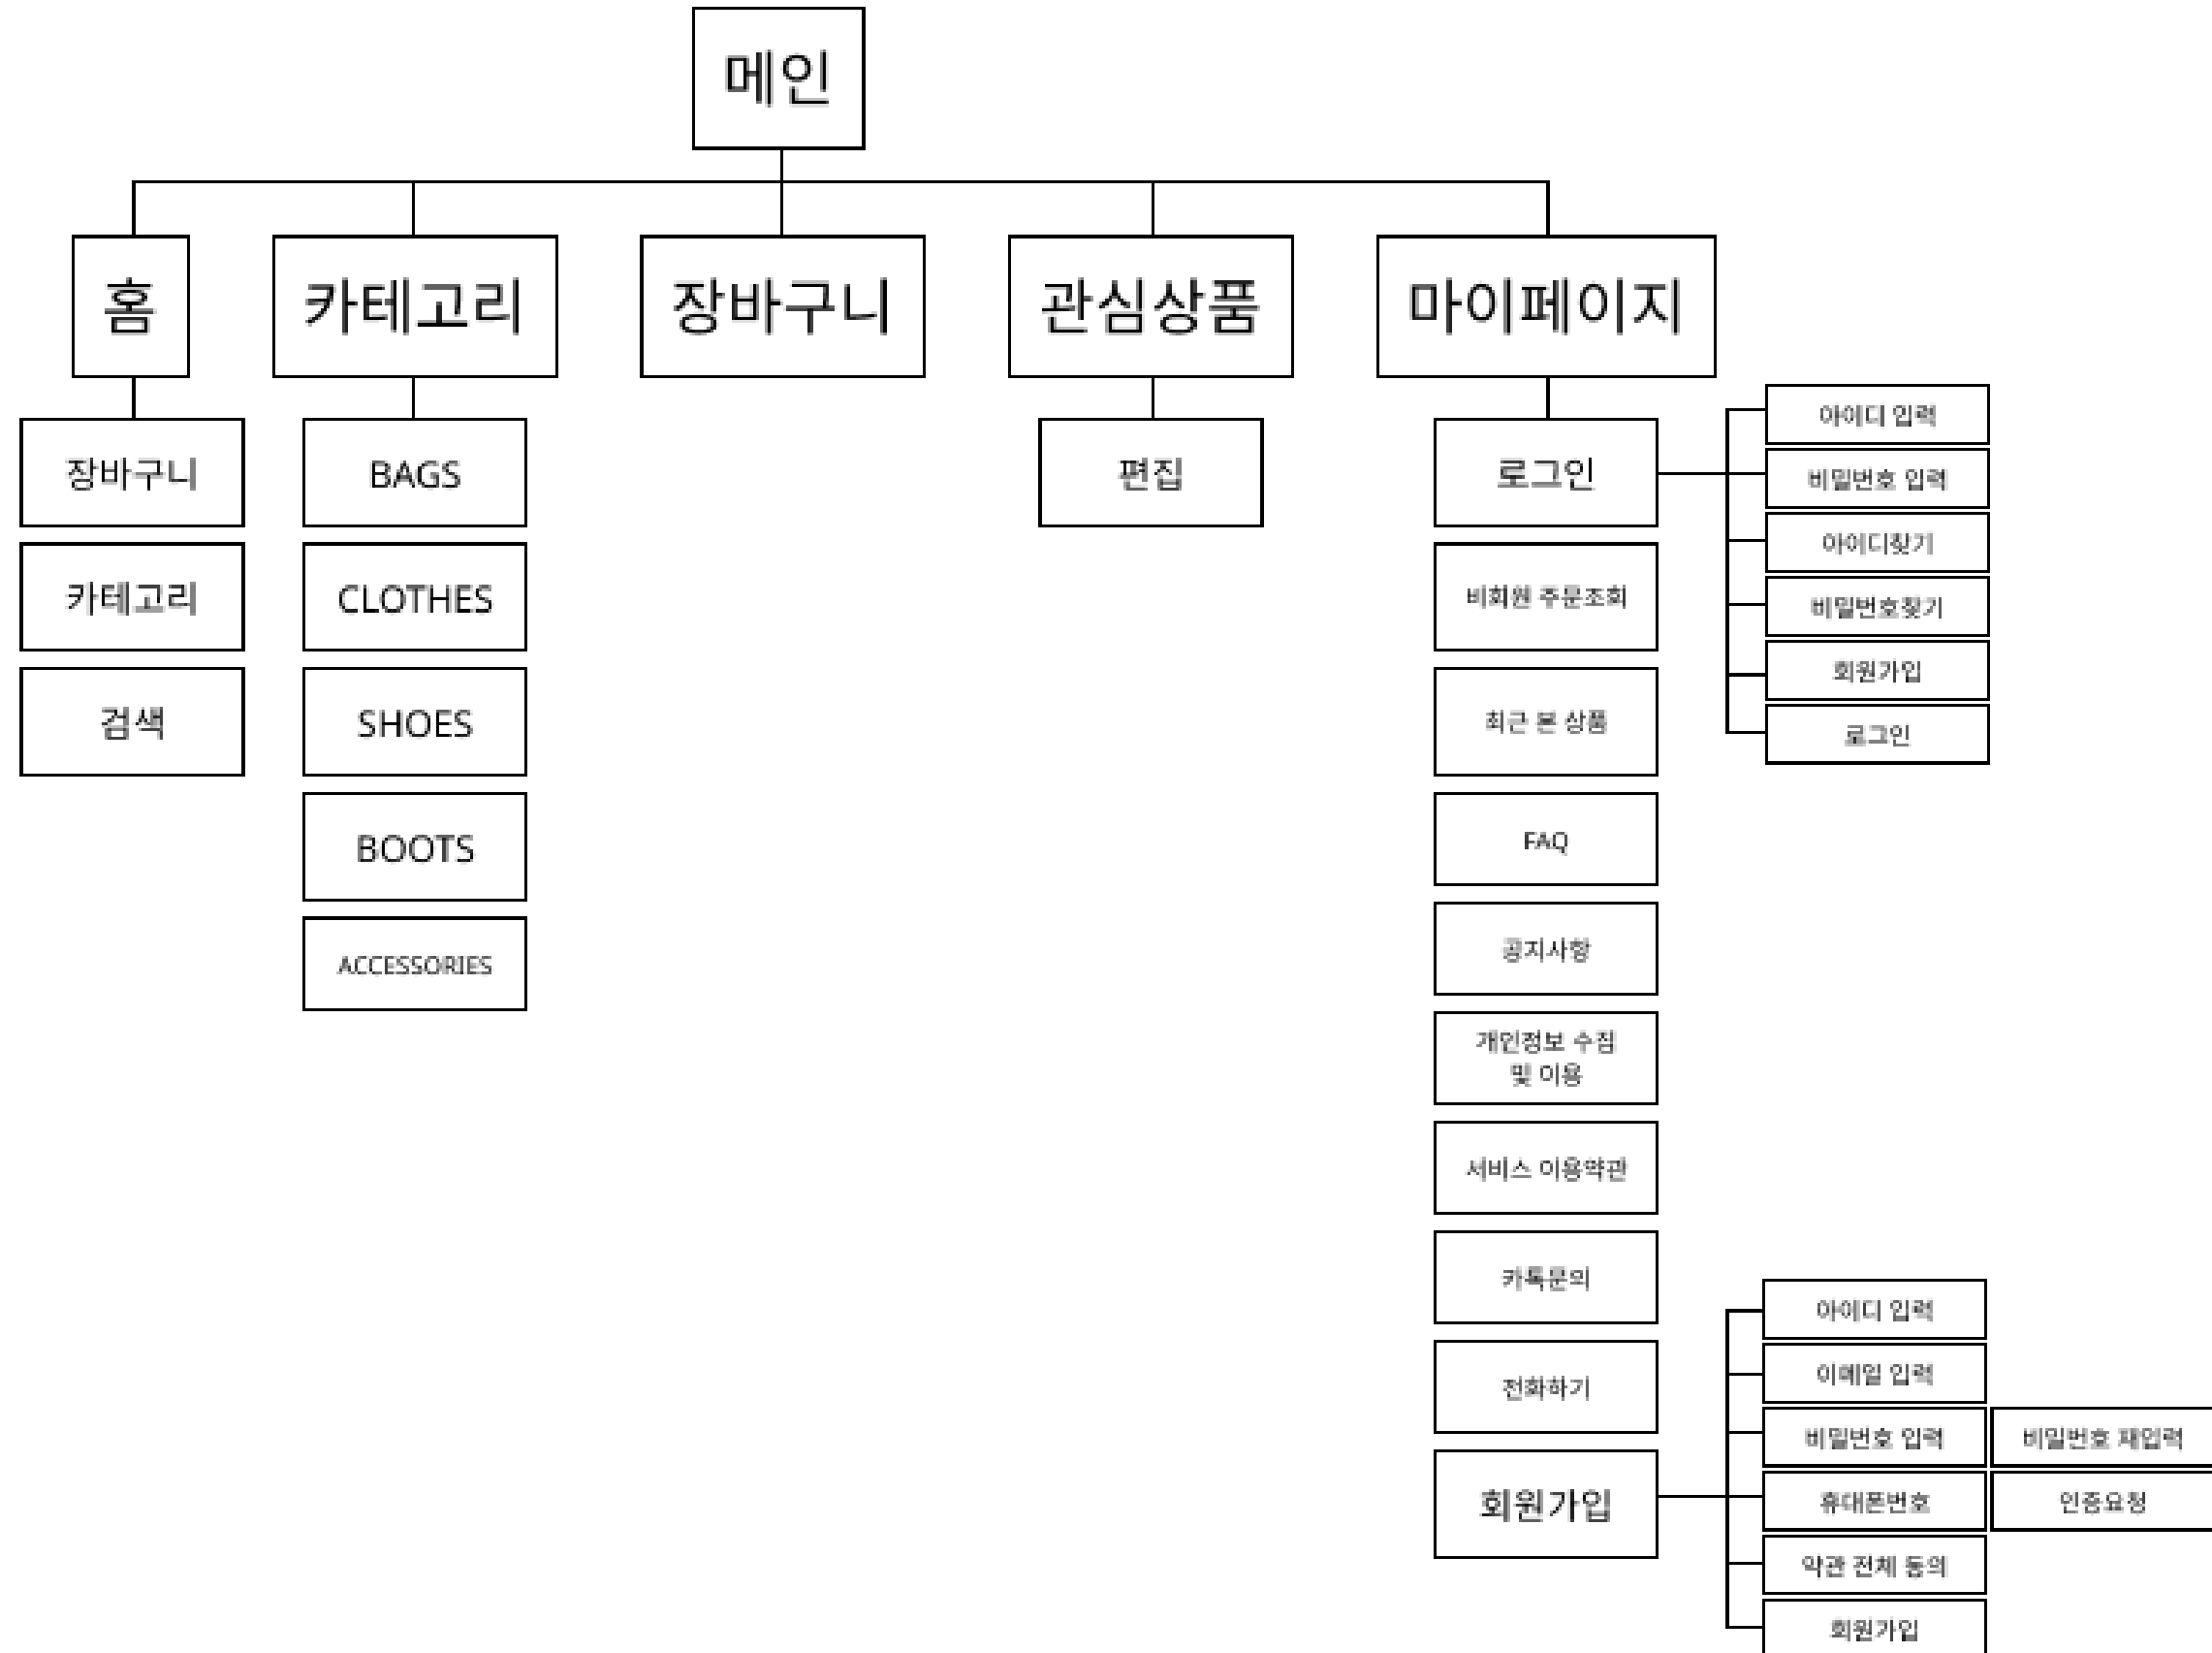 메인
홈
카테고리
장바구니
관심상품
마이페이지
장바구니
카테고리
검색
BAGS
CLOTHES
SHOES
BOOTS
ACCESSORIES
편집
로그인
비회원 주문조회
최근 본 상품
FAQ
공지사항
개인정보 수집
및 이용
서비스 이용약관
카톡문의
전화하기
회원가입
아이디 입력
비밀번호 입력
아이디찾기
비밀번호찾기
회원가입
로그인
아이디 입력
이메일 입력
비밀번호 입력
비밀번호 재입력
휴대폰번호
인증요청
약관 전체 동의
회원가입